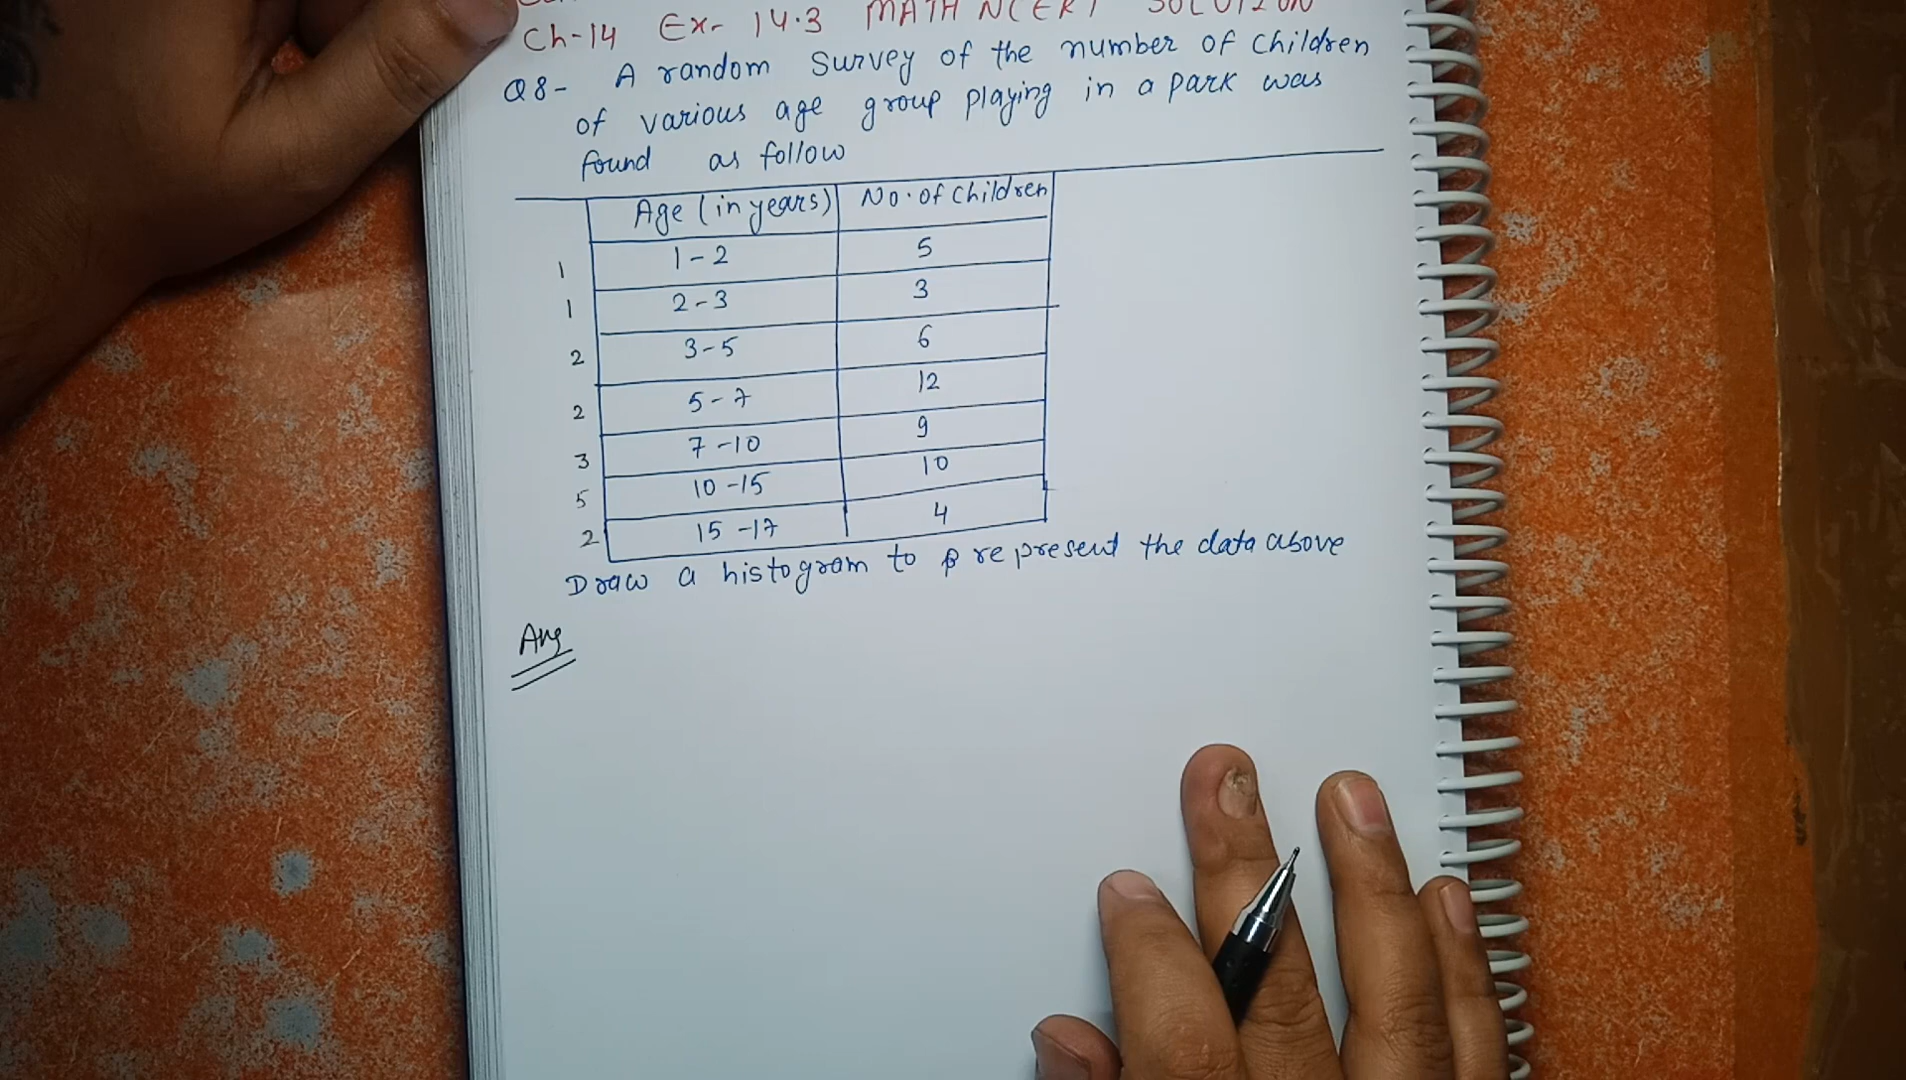 Ch-14 Ex- 14.3 MATH NCERT SOLUTION
Q8- A random survey of the number of children
of various age group playing in a park was
found as follow
Age (in years) No. of children
1 1-2 5
1 2-3 3
2 3-5 6
2 5-7 12
3 7-10 9
5 10-15 10
2 15-17 4
Draw a histogram to represent the data above
Ans